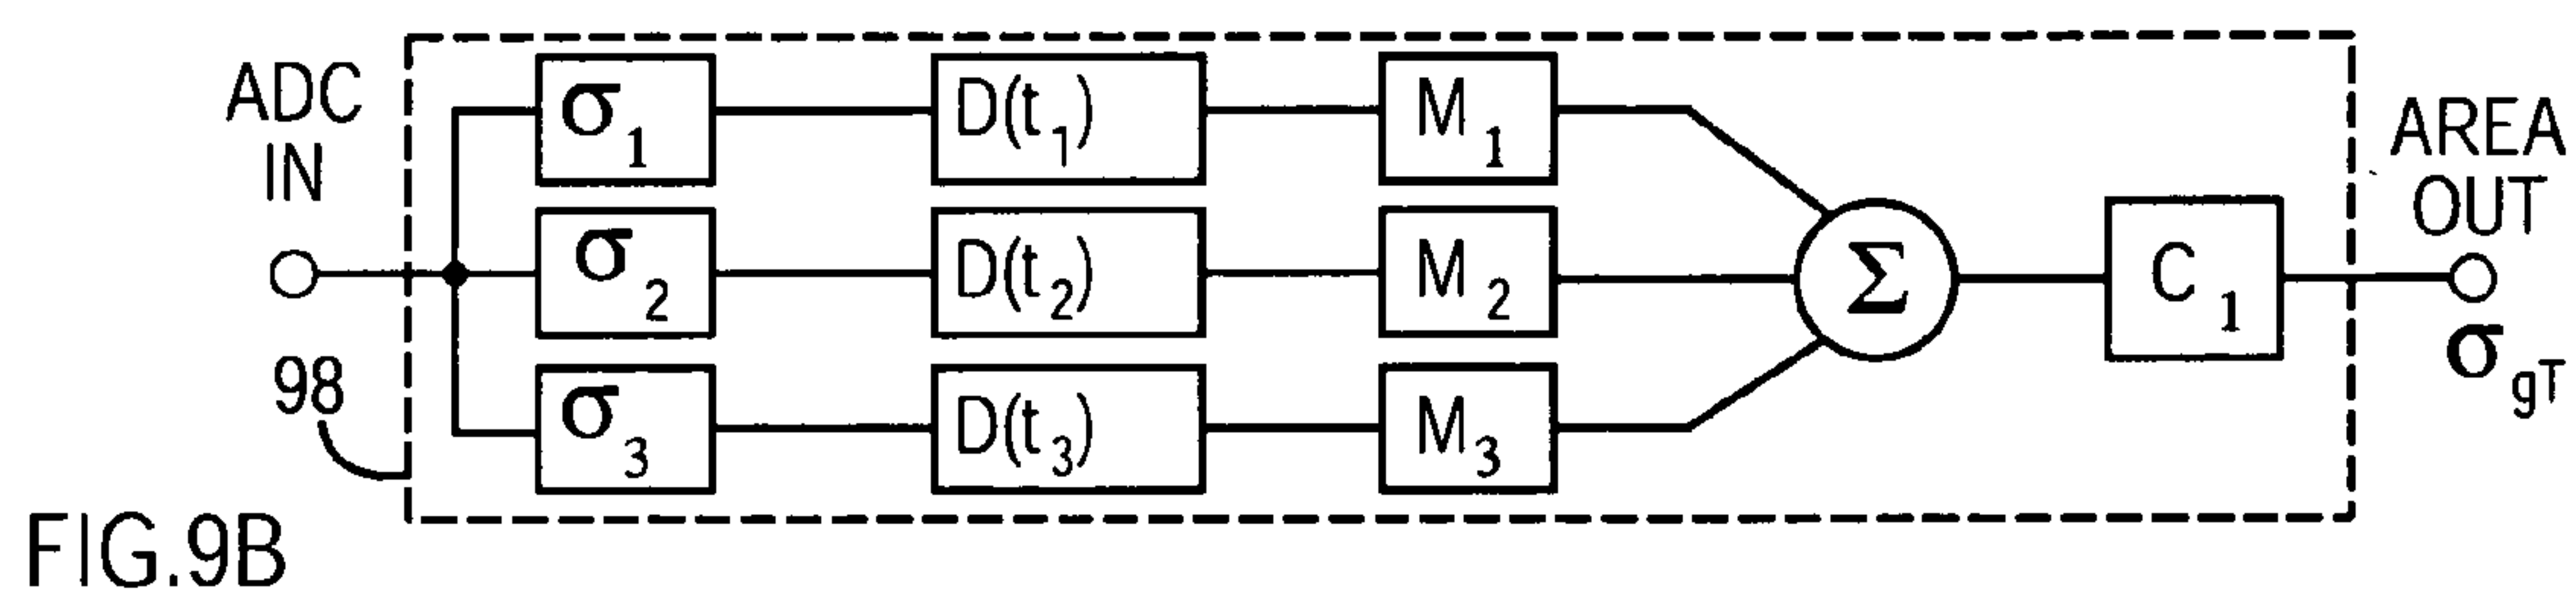 ADC
IN
σ1 D(t1) M1
σ2 D(t2) M2
σ3 D(t3) M3
Σ
C1
AREA
OUT
σgT
98
FIG.9B